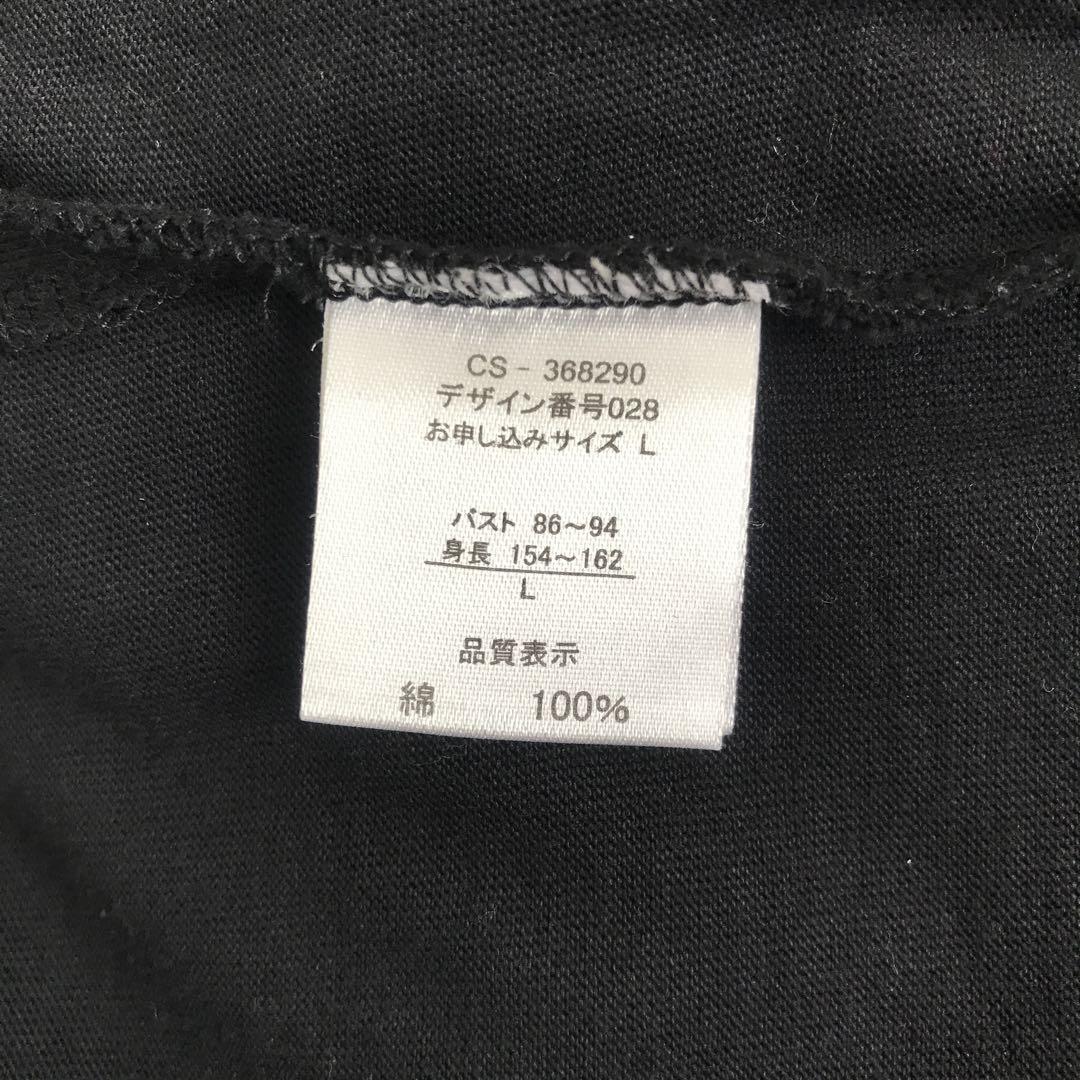 CS - 368290
デザイン番号028
お申し込みサイズ L
バスト 86～94
身長 154～162
L
品質表示
綿 100%